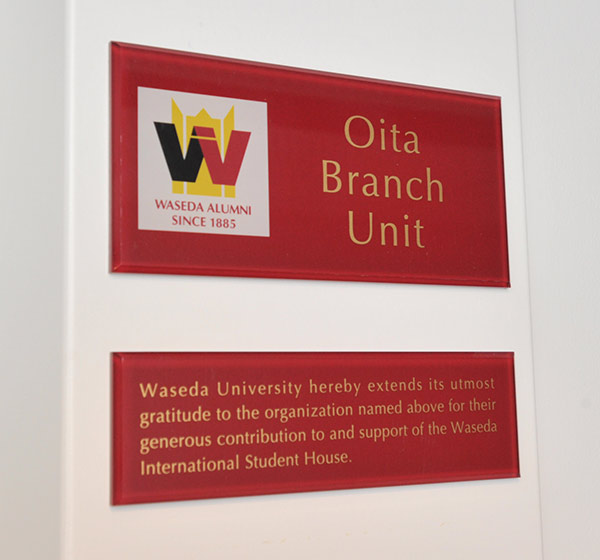 WASEDA ALUMNI
SINCE 1885
Oita
Branch
Unit
Waseda University hereby extends its utmost
gratitude to the organization named above for their
generous contribution to and support of the Waseda
International Student House.